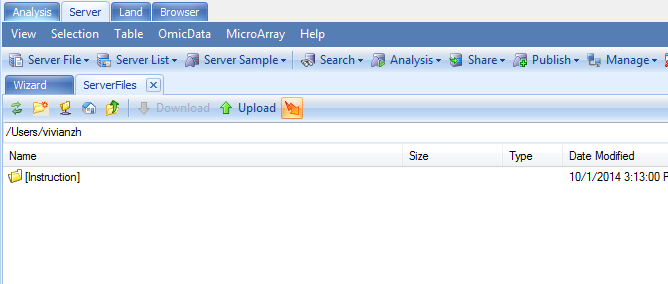 Analysis Server Land Browser
View Selection Table OmicData MicroArray Help
Server File Server List Server Sample Search Analysis Share Publish Manage
Wizard ServerFiles
Download Upload
/Users/vivianzh
Name Size Type Date Modified
[Instruction] 10/1/2014 3:13:00 P